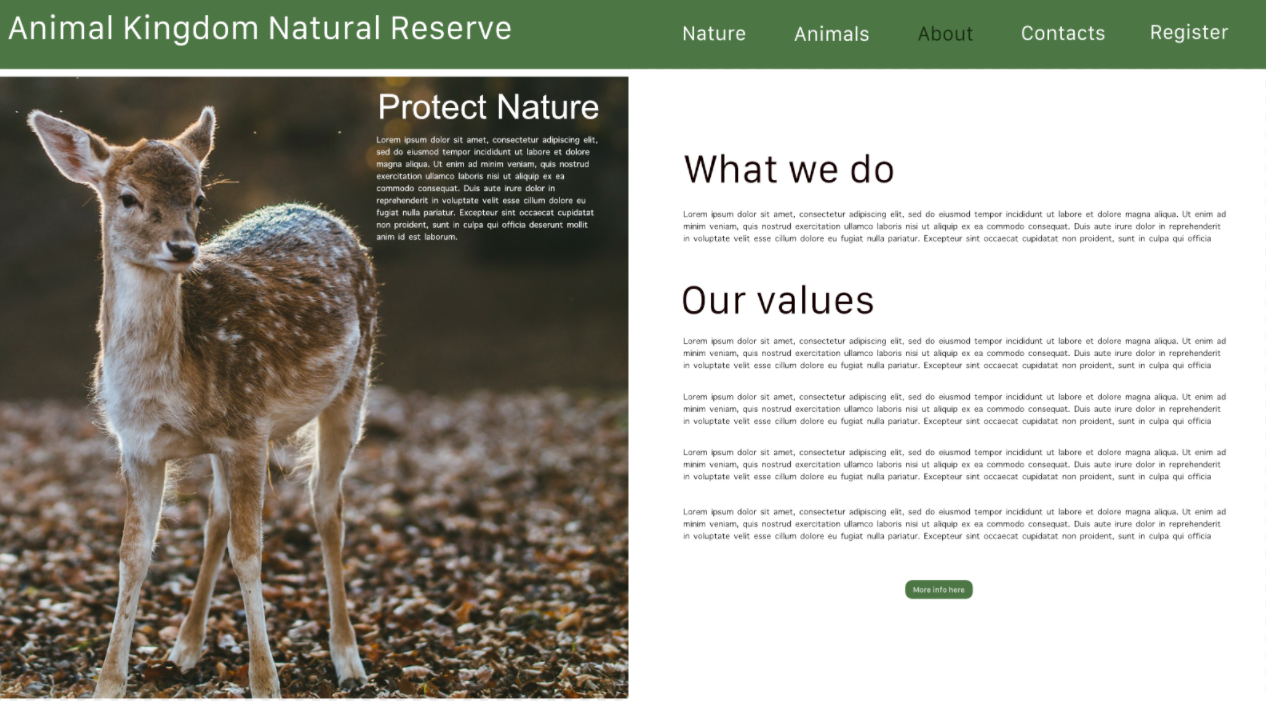 Animal Kingdom Natural Reserve
Nature Animals About Contacts Register
Protect Nature
Lorem ipsum dolor sit amet, consectetur adipiscing elit,
sed do eiusmod tempor incididunt ut labore et dolore
magna aliqua. Ut enim ad minim veniam, quis nostrud
exercitation ullamco laboris nisi ut aliquip ex ea
commodo consequat. Duis aute irure dolor in
reprehenderit in voluptate velit esse cillum dolore eu
fugiat nulla pariatur. Excepteur sint occaecat cupidatat
non proident, sunt in culpa qui officia deserunt mollit
anim id est laborum.
What we do
Lorem ipsum dolor sit amet, consectetur adipiscing elit, sed do eiusmod tempor incididunt ut labore et dolore magna aliqua. Ut enim ad
minim veniam, quis nostrud exercitation ullamco laboris nisi ut aliquip ex ea commodo consequat. Duis aute irure dolor in reprehenderit
in voluptate velit esse cillum dolore eu fugiat nulla pariatur. Excepteur sint occaecat cupidatat non proident, sunt in culpa qui officia
Our values
Lorem ipsum dolor sit amet, consectetur adipiscing elit, sed do eiusmod tempor incididunt ut labore et dolore magna aliqua. Ut enim ad
minim veniam, quis nostrud exercitation ullamco laboris nisi ut aliquip ex ea commodo consequat. Duis aute irure dolor in reprehenderit
in voluptate velit esse cillum dolore eu fugiat nulla pariatur. Excepteur sint occaecat cupidatat non proident, sunt in culpa qui officia
Lorem ipsum dolor sit amet, consectetur adipiscing elit, sed do eiusmod tempor incididunt ut labore et dolore magna aliqua. Ut enim ad
minim veniam, quis nostrud exercitation ullamco laboris nisi ut aliquip ex ea commodo consequat. Duis aute irure dolor in reprehenderit
in voluptate velit esse cillum dolore eu fugiat nulla pariatur. Excepteur sint occaecat cupidatat non proident, sunt in culpa qui officia
Lorem ipsum dolor sit amet, consectetur adipiscing elit, sed do eiusmod tempor incididunt ut labore et dolore magna aliqua. Ut enim ad
minim veniam, quis nostrud exercitation ullamco laboris nisi ut aliquip ex ea commodo consequat. Duis aute irure dolor in reprehenderit
in voluptate velit esse cillum dolore eu fugiat nulla pariatur. Excepteur sint occaecat cupidatat non proident, sunt in culpa qui officia
Lorem ipsum dolor sit amet, consectetur adipiscing elit, sed do eiusmod tempor incididunt ut labore et dolore magna aliqua. Ut enim ad
minim veniam, quis nostrud exercitation ullamco laboris nisi ut aliquip ex ea commodo consequat. Duis aute irure dolor in reprehenderit
in voluptate velit esse cillum dolore eu fugiat nulla pariatur. Excepteur sint occaecat cupidatat non proident, sunt in culpa qui officia
More info here